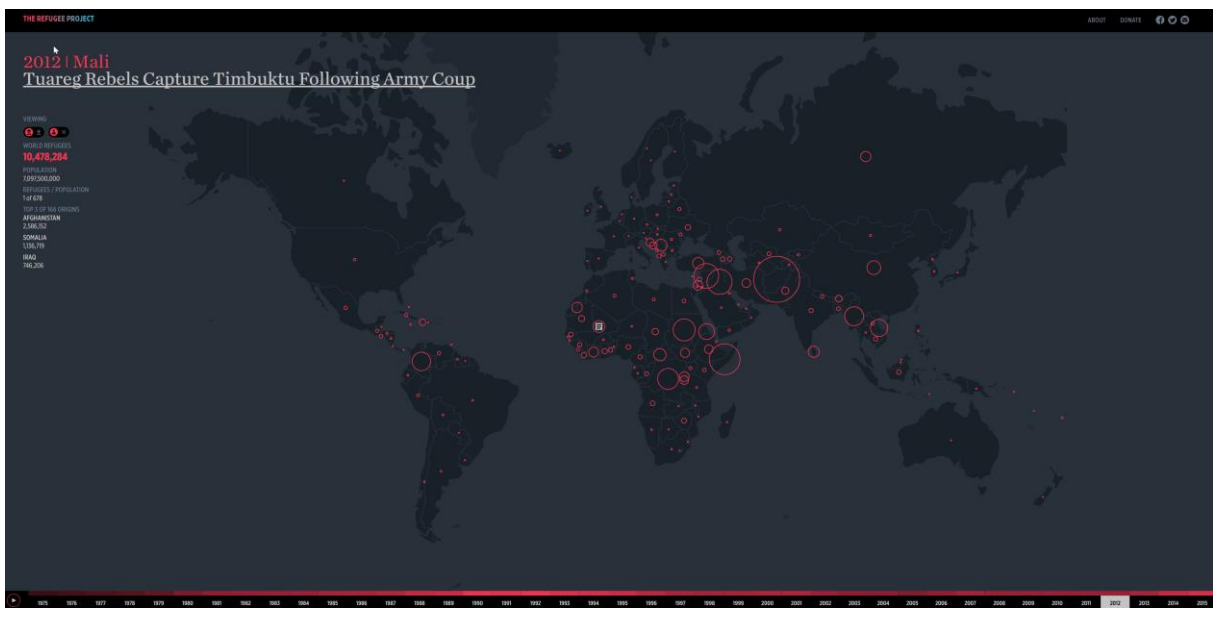 THE REFUGEE PROJECT
ABOUT DONATE
2012 | Mali
Tuareg Rebels Capture Timbuktu Following Army Coup
VIEWING
WORLD REFUGEES
10,478,284
POPULATION
7,097,500,000
REFUGEES / POPULATION
1 of 678
TOP 3 OF 168 ORIGINS
AFGHANISTAN
2,586,152
SOMALIA
1,136,719
IRAQ
746,206
1975 1976 1977 1978 1979 1980 1981 1982 1983 1984 1985 1986 1987 1988 1989 1990 1991 1992 1993 1994 1995 1996 1997 1998 1999 2000 2001 2002 2003 2004 2005 2006 2007 2008 2009 2010 2011 2012 2013 2014 2015